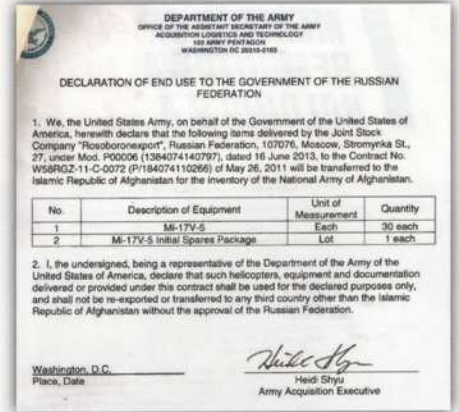 DEPARTMENT OF THE ARMY
OFFICE OF THE ASSISTANT SECRETARY OF THE ARMY
ACQUISITION LOGISTICS AND TECHNOLOGY
103 ARMY PENTAGON
WASHINGTON DC 20310-0103
DECLARATION OF END USE TO THE GOVERNMENT OF THE RUSSIAN
FEDERATION
1. We, the United States Army, on behalf of the Government of the United States of
America, herewith declare that the following items delivered by the Joint Stock
Company "Rosoboronexport", Russian Federation, 107076, Moscow, Stromynka St.,
27, under Mod. P00006 (1384074140797), dated 16 June 2013, to the Contract No.
W58RGZ-11-C-0072 (P/184074110266) of May 26, 2011 will be transferred to the
Islamic Republic of Afghanistan for the inventory of the National Army of Afghanistan.
No. Description of Equipment Unit of Measurement Quantity
1 Mi-17V-5 Each 30 each
2 Mi-17V-5 Initial Spares Package Lot 1 each
2. I, the undersigned, being a representative of the Department of the Army of the
United States of America, declare that such helicopters, equipment and documentation
delivered or provided under this contract shall be used for the declared purposes only,
and shall not be re-exported or transferred to any third country other than the Islamic
Republic of Afghanistan without the approval of the Russian Federation.
Washington, D.C.
Place, Date
Heidi Shyu
Heidi Shyu
Army Acquisition Executive